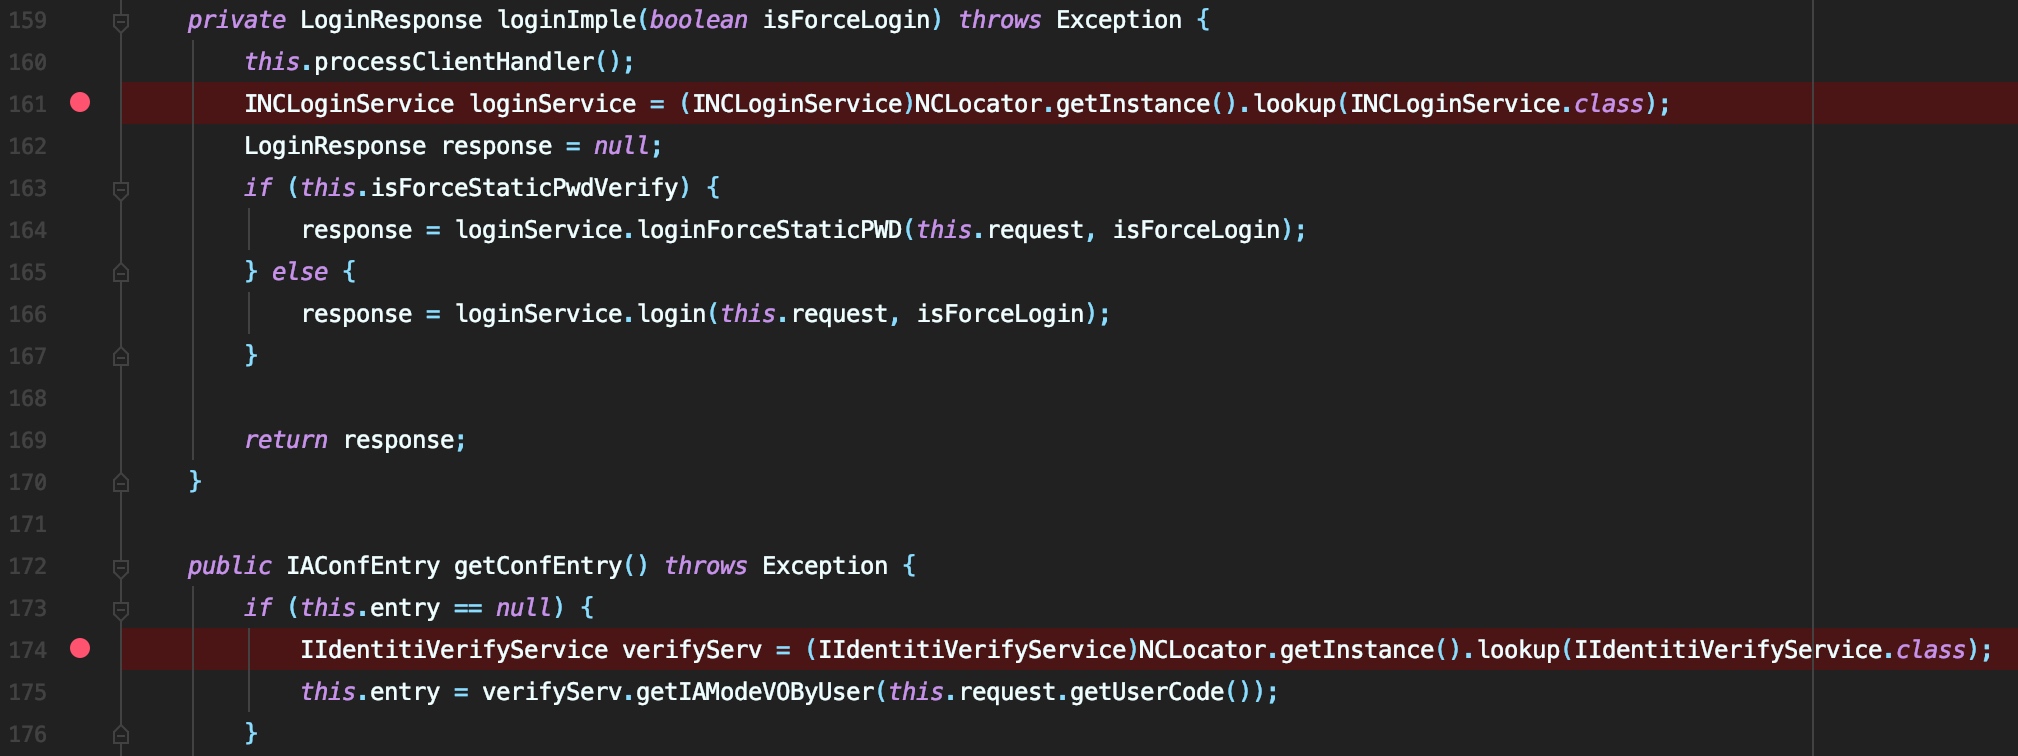 159 private LoginResponse loginImple(boolean isForceLogin) throws Exception {
160 this.processClientHandler();
161 INCLoginService loginService = (INCLoginService)NCLocator.getInstance().lookup(INCLoginService.class);
162 LoginResponse response = null;
163 if (this.isForceStaticPwdVerify) {
164 response = loginService.loginForceStaticPWD(this.request, isForceLogin);
165 } else {
166 response = loginService.login(this.request, isForceLogin);
167 }
168
169 return response;
170 }
171
172 public IAConfEntry getConfEntry() throws Exception {
173 if (this.entry == null) {
174 IIdentitiVerifyService verifyServ = (IIdentitiVerifyService)NCLocator.getInstance().lookup(IIdentitiVerifyService.class);
175 this.entry = verifyServ.getIAModeVOByUser(this.request.getUserCode());
176 }